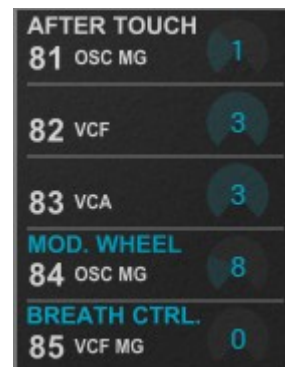 AFTER TOUCH
81 OSC MG 1
82 VCF 3
83 VCA 3
MOD. WHEEL
84 OSC MG 8
BREATH CTRL.
85 VCF MG 0